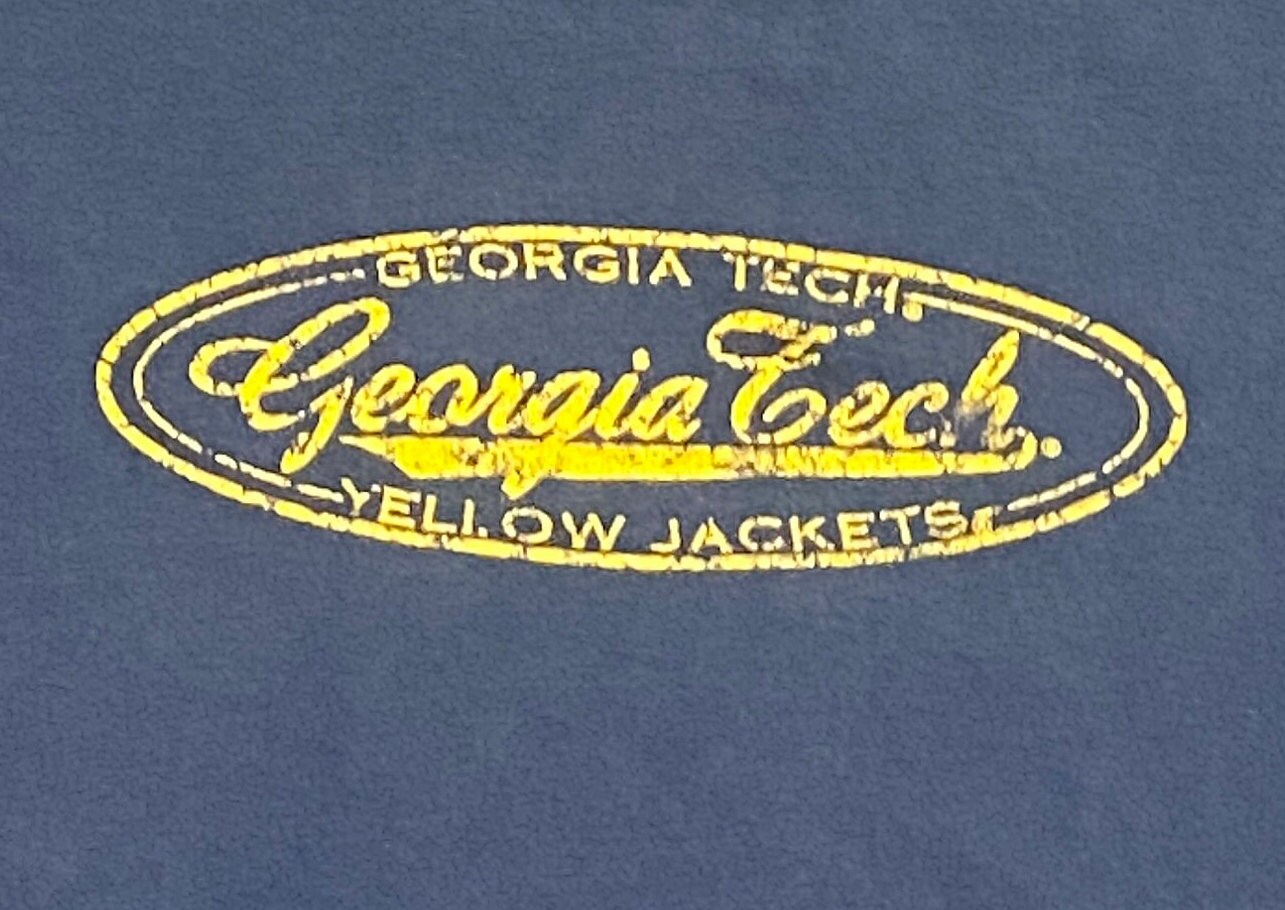 GEORGIA TECH.
Georgia Tech.
YELLOW JACKETS.